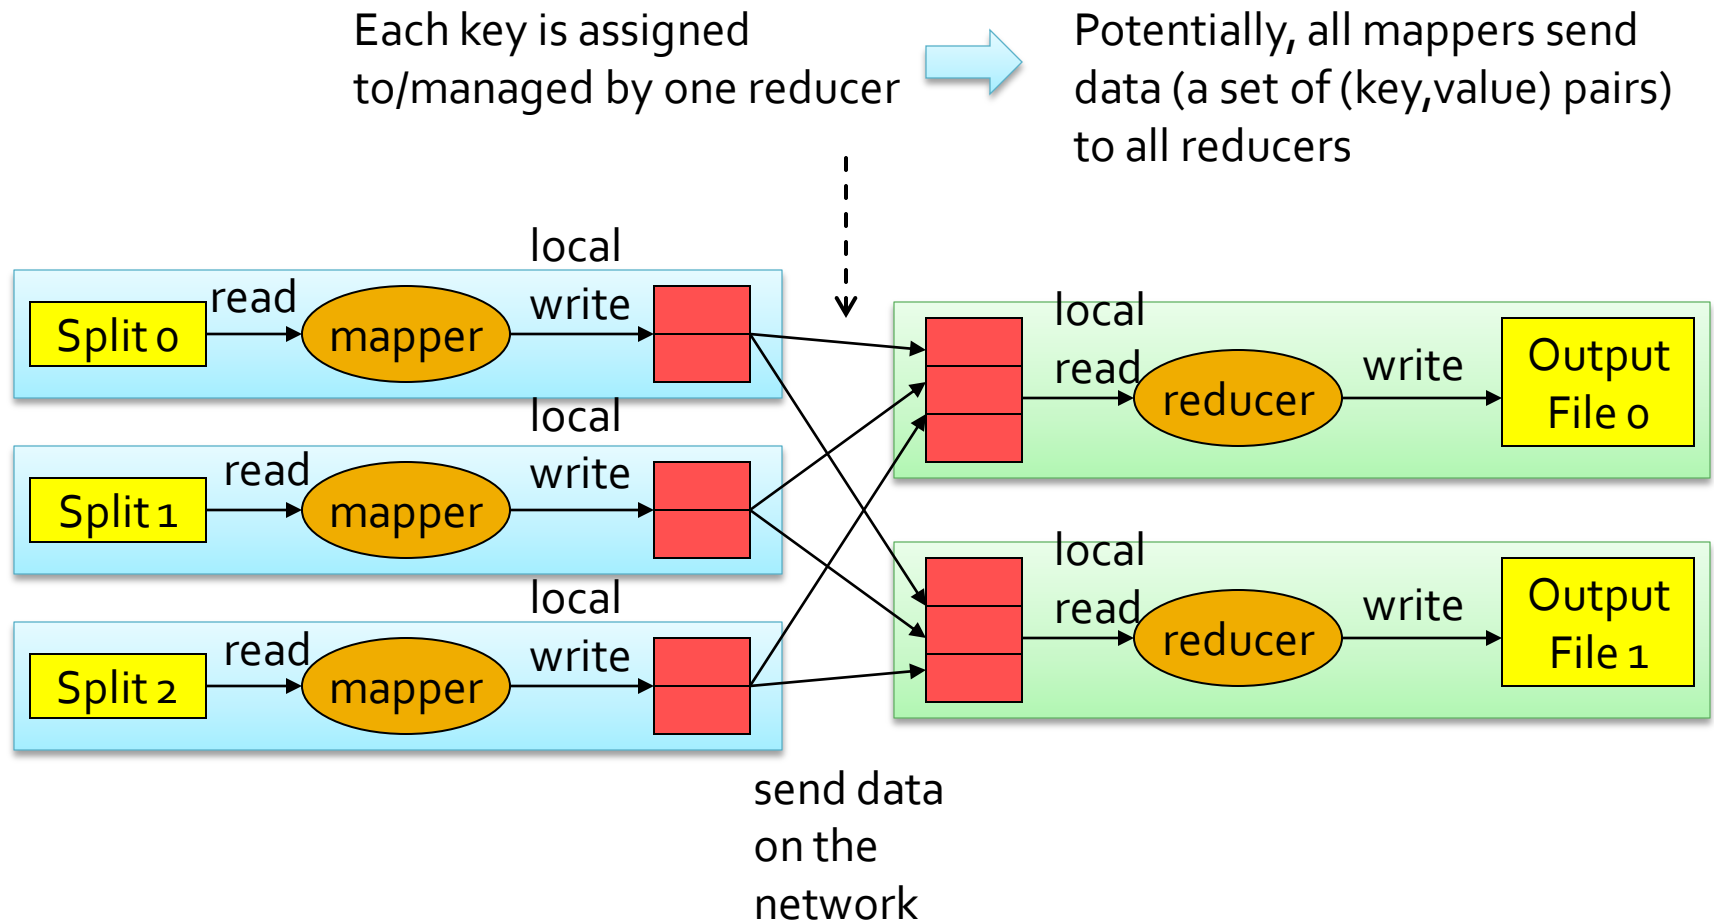 Each key is assigned
to/managed by one reducer
Potentially, all mappers send
data (a set of (key,value) pairs)
to all reducers
Split 0
read
mapper
local
write
Split 1
read
mapper
local
write
Split 2
read
mapper
local
write
send data
on the
network
local
read
reducer
write
Output
File 0
local
read
reducer
write
Output
File 1